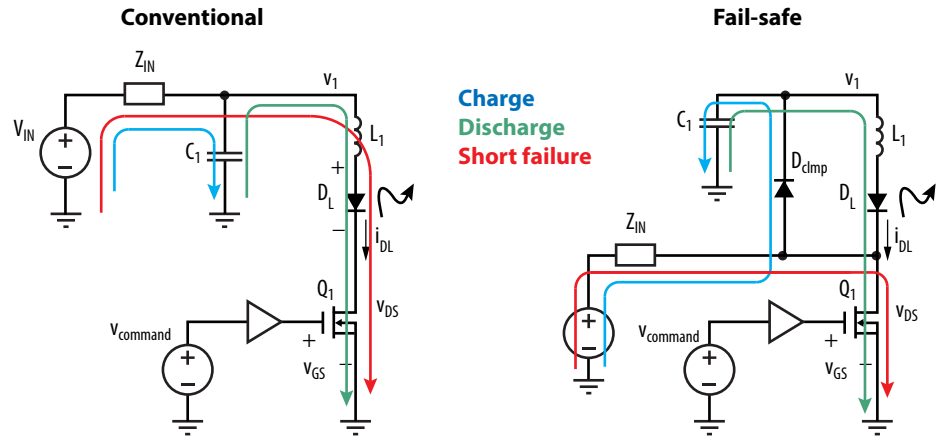 Conventional
Z_IN
v_1
V_IN
+
−
C_1
L_1
+
D_L
−
i_DL
Q_1
v_DS
v_command
+
−
+
v_GS
−
Charge
Discharge
Short failure
Fail-safe
v_1
C_1
L_1
D_clmp
D_L
Z_IN
i_DL
Q_1
v_DS
+
−
v_command
+
−
+
v_GS
−